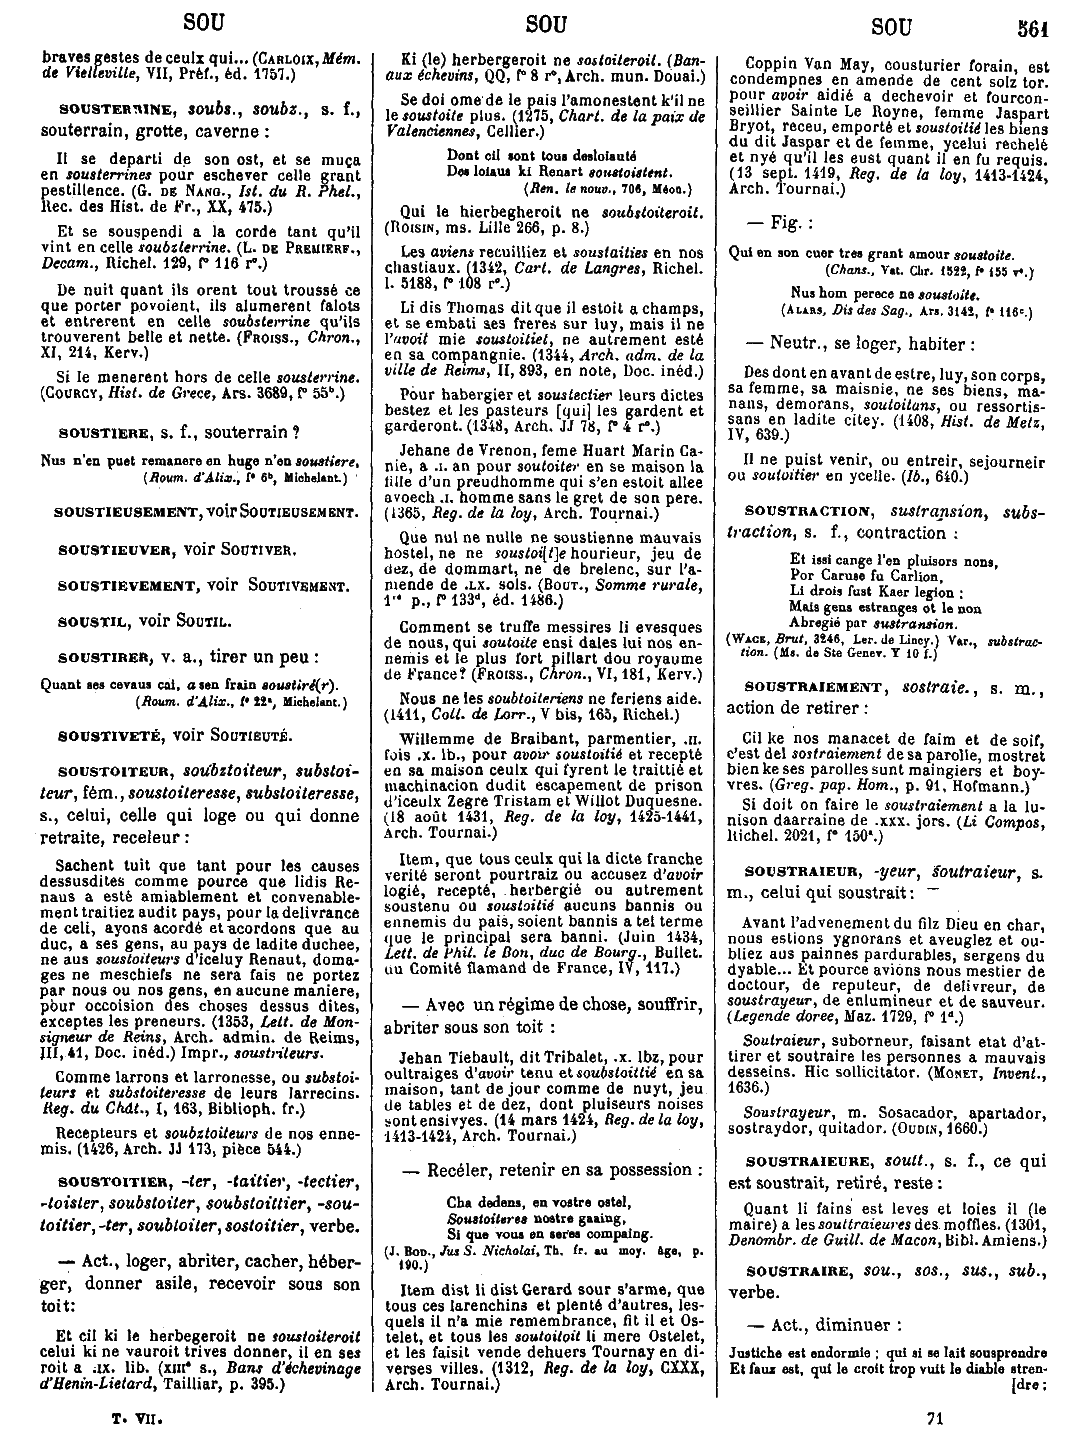 SOU
SOU
SOU
561
braves gestes de ceulx qui... (CARLOIX, Mém.
de Vielleville, VII, Préf., éd. 1757.)
SOUSTERRINE, soubs., soubz., s. f.,
souterrain, grotte, caverne :
Il se departi de son ost, et se muça
en sousterrines pour eschever celle grant
pestillence. (G. DE NANG., Ist. du R. Phel.,
Rec. des Hist. de Fr., XX, 475.)
Et se souspendi a la corde tant qu'il
vint en celle soubzterrine. (L. DE PREMIERF.,
Decam., Richel. 129, f° 116 r°.)
De nuit quant ils orent tout troussé ce
que porter povoient, ils alumerent falots
et entrerent en celle soubsterrine qu'ils
trouverent belle et nette. (FROISS., Chron.,
XI, 214, Kerv.)
Si le menerent hors de celle sousterrine.
(COURCY, Hist. de Grece, Ars. 3689, f° 55ᵇ.)
SOUSTIERE, s. f., souterrain ?
Nus n'en puet remanere en huge n'en soustiere,
(Roum. d'Alix., f° 6ᵇ, Michelant.)
SOUSTIEUSEMENT, voir SOUTIEUSEMENT.
SOUSTIEUVER, voir SOUTIVER.
SOUSTIEVEMENT, voir SOUTIVEMENT.
SOUSTIL, voir SOUTIL.
SOUSTIRER, v. a., tirer un peu :
Quant ses cevaus caï, a sen frain soustiré(r).
(Roum. d'Alix., f° 22ᵃ, Michelant.)
SOUSTIVETÉ, voir SOUTIEUTÉ.
SOUSTOITEUR, soubztoiteur, substoi-
teur, fém., soustoiteresse, substoiteresse,
s., celui, celle qui loge ou qui donne
retraite, receleur :
Sachent tuit que tant pour les causes
dessusdites comme pource que lidis Re-
naus a esté amiablement et convenable-
ment traitiez audit pays, pour la delivrance
de celi, ayons acordé et acordons que au
duc, a ses gens, au pays de ladite duchee,
ne aus soustoiteurs d'iceluy Renaut, doma-
ges ne meschiefs ne sera fais ne portez
par nous ou nos gens, en aucune maniere,
pour occoision des choses dessus dites,
exceptes les preneurs. (1353, Lett. de Mon-
signeur de Reins, Arch. admin. de Reims,
III, 41, Doc. inéd.) Impr., soustriteurs.
Comme larrons et larronesse, ou substoi-
teurs et substoiteresse de leurs larrecins.
Reg. du Chât., I, 163, Biblioph. fr.)
Recepteurs et soubztoiteurs de nos enne-
mis. (1426, Arch. JJ 173, pièce 544.)
SOUSTOITIER, -ter, -taitier, -tectier,
-toister, soubstoiter, soubstoittier, -sou-
toitier, -ter, soubtoiter, sostoitier, verbe.
— Act., loger, abriter, cacher, héber-
ger, donner asile, recevoir sous son
toit:
Et cil ki le herbegeroit ne soustoiteroit
celui ki ne vauroit trives donner, il en ses
roit a .IX. lib. (XIIIᵉ s., Bans d'échevinage
d'Henin-Lietard, Tailliar, p. 395.)
T. VII.
Ki (le) herbergeroit ne sostoiteroit. (Ban-
aux échevins, QQ, f° 8 r°, Arch. mun. Douai.)
Se doi ome de le pais l'amonestent k'il ne
le soustoite plus. (1275, Chart. de la paix de
Valenciennes, Cellier.)
Dont cil sont tous desloiauté
Des loiaus ki Renart soustoistent.
(Ren. le nouv., 706, Méon.)
Qui le hierbegheroit ne soubstoiteroit.
(ROISIN, ms. Lille 266, p. 8.)
Les aviens recuilliez et soustaities en nos
chastiaux. (1342, Cart. de Langres, Richel.
l. 5188, f° 108 r°.)
Li dis Thomas dit que il estoit a champs,
et se embati ses freres sur luy, mais il ne
l'avoit mie soustoitiet, ne autrement esté
en sa compangnie. (1344, Arch. adm. de la
ville de Reims, II, 893, en note, Doc. inéd.)
Pour habergier et soustectier leurs dictes
bestez et les pasteurs [qui] les gardent et
garderont. (1348, Arch. JJ 78, f° 4 r°.)
Jehane de Vrenon, feme Huart Marin Ca-
nie, a .I. an pour soutoiter en se maison la
fille d'un preudhomme qui s'en estoit allee
avoech .I. homme sans le gret de son pere.
(1365, Reg. de la loy, Arch. Tournai.)
Que nul ne nulle ne soustienne mauvais
hostel, ne ne soustoi[t]e hourieur, jeu de
dez, de dommart, ne de brelenc, sur l'a-
mende de .LX. sols. (BOUT., Somme rurale,
1ʳᵉ p., f° 133ᵈ, éd. 1486.)
Comment se truffe messires li evesques
de nous, qui soutoite ensi dales lui nos en-
nemis et le plus fort pillart dou royaume
de France? (FROISS., Chron., VI, 181, Kerv.)
Nous ne les soubtoiteriens ne feriens aide.
(1411, Coll. de Lorr., V bis, 165, Richel.)
Willemme de Braibant, parmentier, .II.
fois .X. lb., pour avoir soustoitié et recepté
en sa maison ceulx qui fyrent le traittié et
machinacion dudit escapement de prison
d'iceulx Zegre Tristam et Willot Duquesne.
(18 août 1431, Reg. de la loy, 1425-1441,
Arch. Tournai.)
Item, que tous ceulx qui la dicte franche
verité seront pourtraiz ou accusez d'avoir
logié, recepté, herbergié ou autrement
soustenu ou soustoitié aucuns bannis ou
ennemis du pais, soient bannis a tel terme
que le principal sera banni. (Juin 1434,
Lett. de Phil. le Bon, duc de Bourg., Bullet.
du Comité flamand de France, IV, 117.)
— Avec un régime de chose, souffrir,
abriter sous son toit :
Jehan Tiebault, dit Tribalet, .X. lbz, pour
oultraiges d'avoir tenu et soubstoittié en sa
maison, tant de jour comme de nuyt, jeu
de tables et de dez, dont pluiseurs noises
sont ensivyes. (14 mars 1424, Reg. de la loy,
1413-1424, Arch. Tournai.)
— Recéler, retenir en sa possession :
Cha dedens, en vostre ostel,
Soustoiteres nostre gaaing,
Si que vous en seres compaing.
(J. BOD., Jus S. Nicholai, Th. fr. au moy. âge, p.
190.)
Item dist li dist Gerard sour s'arme, que
tous ces larenchins et plenté d'autres, les-
quels il n'a mie remembrance, fit il et Os-
telet, et tous les soutoitoit li mere Ostelet,
et les faisit vende dehuers Tournay en di-
verses villes. (1312, Reg. de la loy, CXXX,
Arch. Tournai.)
Coppin Van May, cousturier forain, est
condempnes en amende de cent solz tor.
pour avoir aidié a dechevoir et fourcon-
seillier Sainte Le Royne, femme Jaspart
Bryot, receu, emporté et soustoitié les biens
du dit Jaspar et de femme, ycelui rechelé
et nyé qu'il les eust quant il en fu requis.
(13 sept. 1419, Reg. de la loy, 1413-1424,
Arch. Tournai.)
— Fig. :
Qui en son cuer tres grant amour soustoite.
(Chans., Vat. Chr. 1522, f° 155 r°.)
Nus hom perece ne soustoite.
(ALARS, Dis des Sag., Ars. 3142, f° 116ᶜ.)
— Neutr., se loger, habiter :
Des dont en avant de estre, luy, son corps,
sa femme, sa maisnie, ne ses biens, ma-
nans, demorans, soutoitans, ou ressortis-
sans en ladite citey. (1408, Hist. de Metz,
IV, 639.)
Il ne puist venir, ou entreir, sejourneir
ou soutoitier en ycelle. (Ib., 640.)
SOUSTRACTION, sustransion, subs-
traction, s. f., contraction :
Et issi cange l'en pluisors nons,
Por Caruse fu Carlion,
Li drois fust Kaer legion :
Mais gens estranges ot le non
Abregié par sustransion.
(WACE, Brut, 3246, Ler. de Lincy.) Var., substrac-
tion. (Ms. de Ste Genev. Y 10 f.)
SOUSTRAIEMENT, sostraie., s. m.,
action de retirer :
Cil ke nos manacet de faim et de soif,
c'est del sostraiement de sa parolle, mostret
bien ke ses parolles sunt maingiers et boy-
vres. (Greg. pap. Hom., p. 91, Hofmann.)
Si doit on faire le soustraiement a la lu-
nison daarraine de .XXX. jors. (Li Compos,
Richel. 2021, f° 150ᵃ.)
SOUSTRAIEUR, -yeur, soutraieur, s.
m., celui qui soustrait :
Avant l'advenement du filz Dieu en char,
nous estions ygnorans et aveuglez et ou-
bliez aus painnes pardurables, sergens du
dyable... Et pource avions nous mestier de
doctour, de reputeur, de delivreur, de
soustrayeur, de enlumineur et de sauveur.
(Legende doree, Maz. 1729, f° 1ᵈ.)
Soutraieur, suborneur, faisant etat d'at-
tirer et soutraire les personnes a mauvais
desseins. Hic sollicitator. (MONET, Invent.,
1636.)
Soustrayeur, m. Sosacador, apartador,
sostraydor, quitador. (OUDIN, 1660.)
SOUSTRAIEURE, soutt., s. f., ce qui
est soustrait, retiré, reste :
Quant li fains est leves et loies il (le
maire) a les souttraieures des moffles. (1301,
Denombr. de Guill. de Macon, Bibl. Amiens.)
SOUSTRAIRE, sou., sos., sus., sub.,
verbe.
— Act., diminuer :
Justiche est endormie ; qui si se lait sousprendre
Et faux est, qui le croit trop vuit le diable atren-
[dre :
71